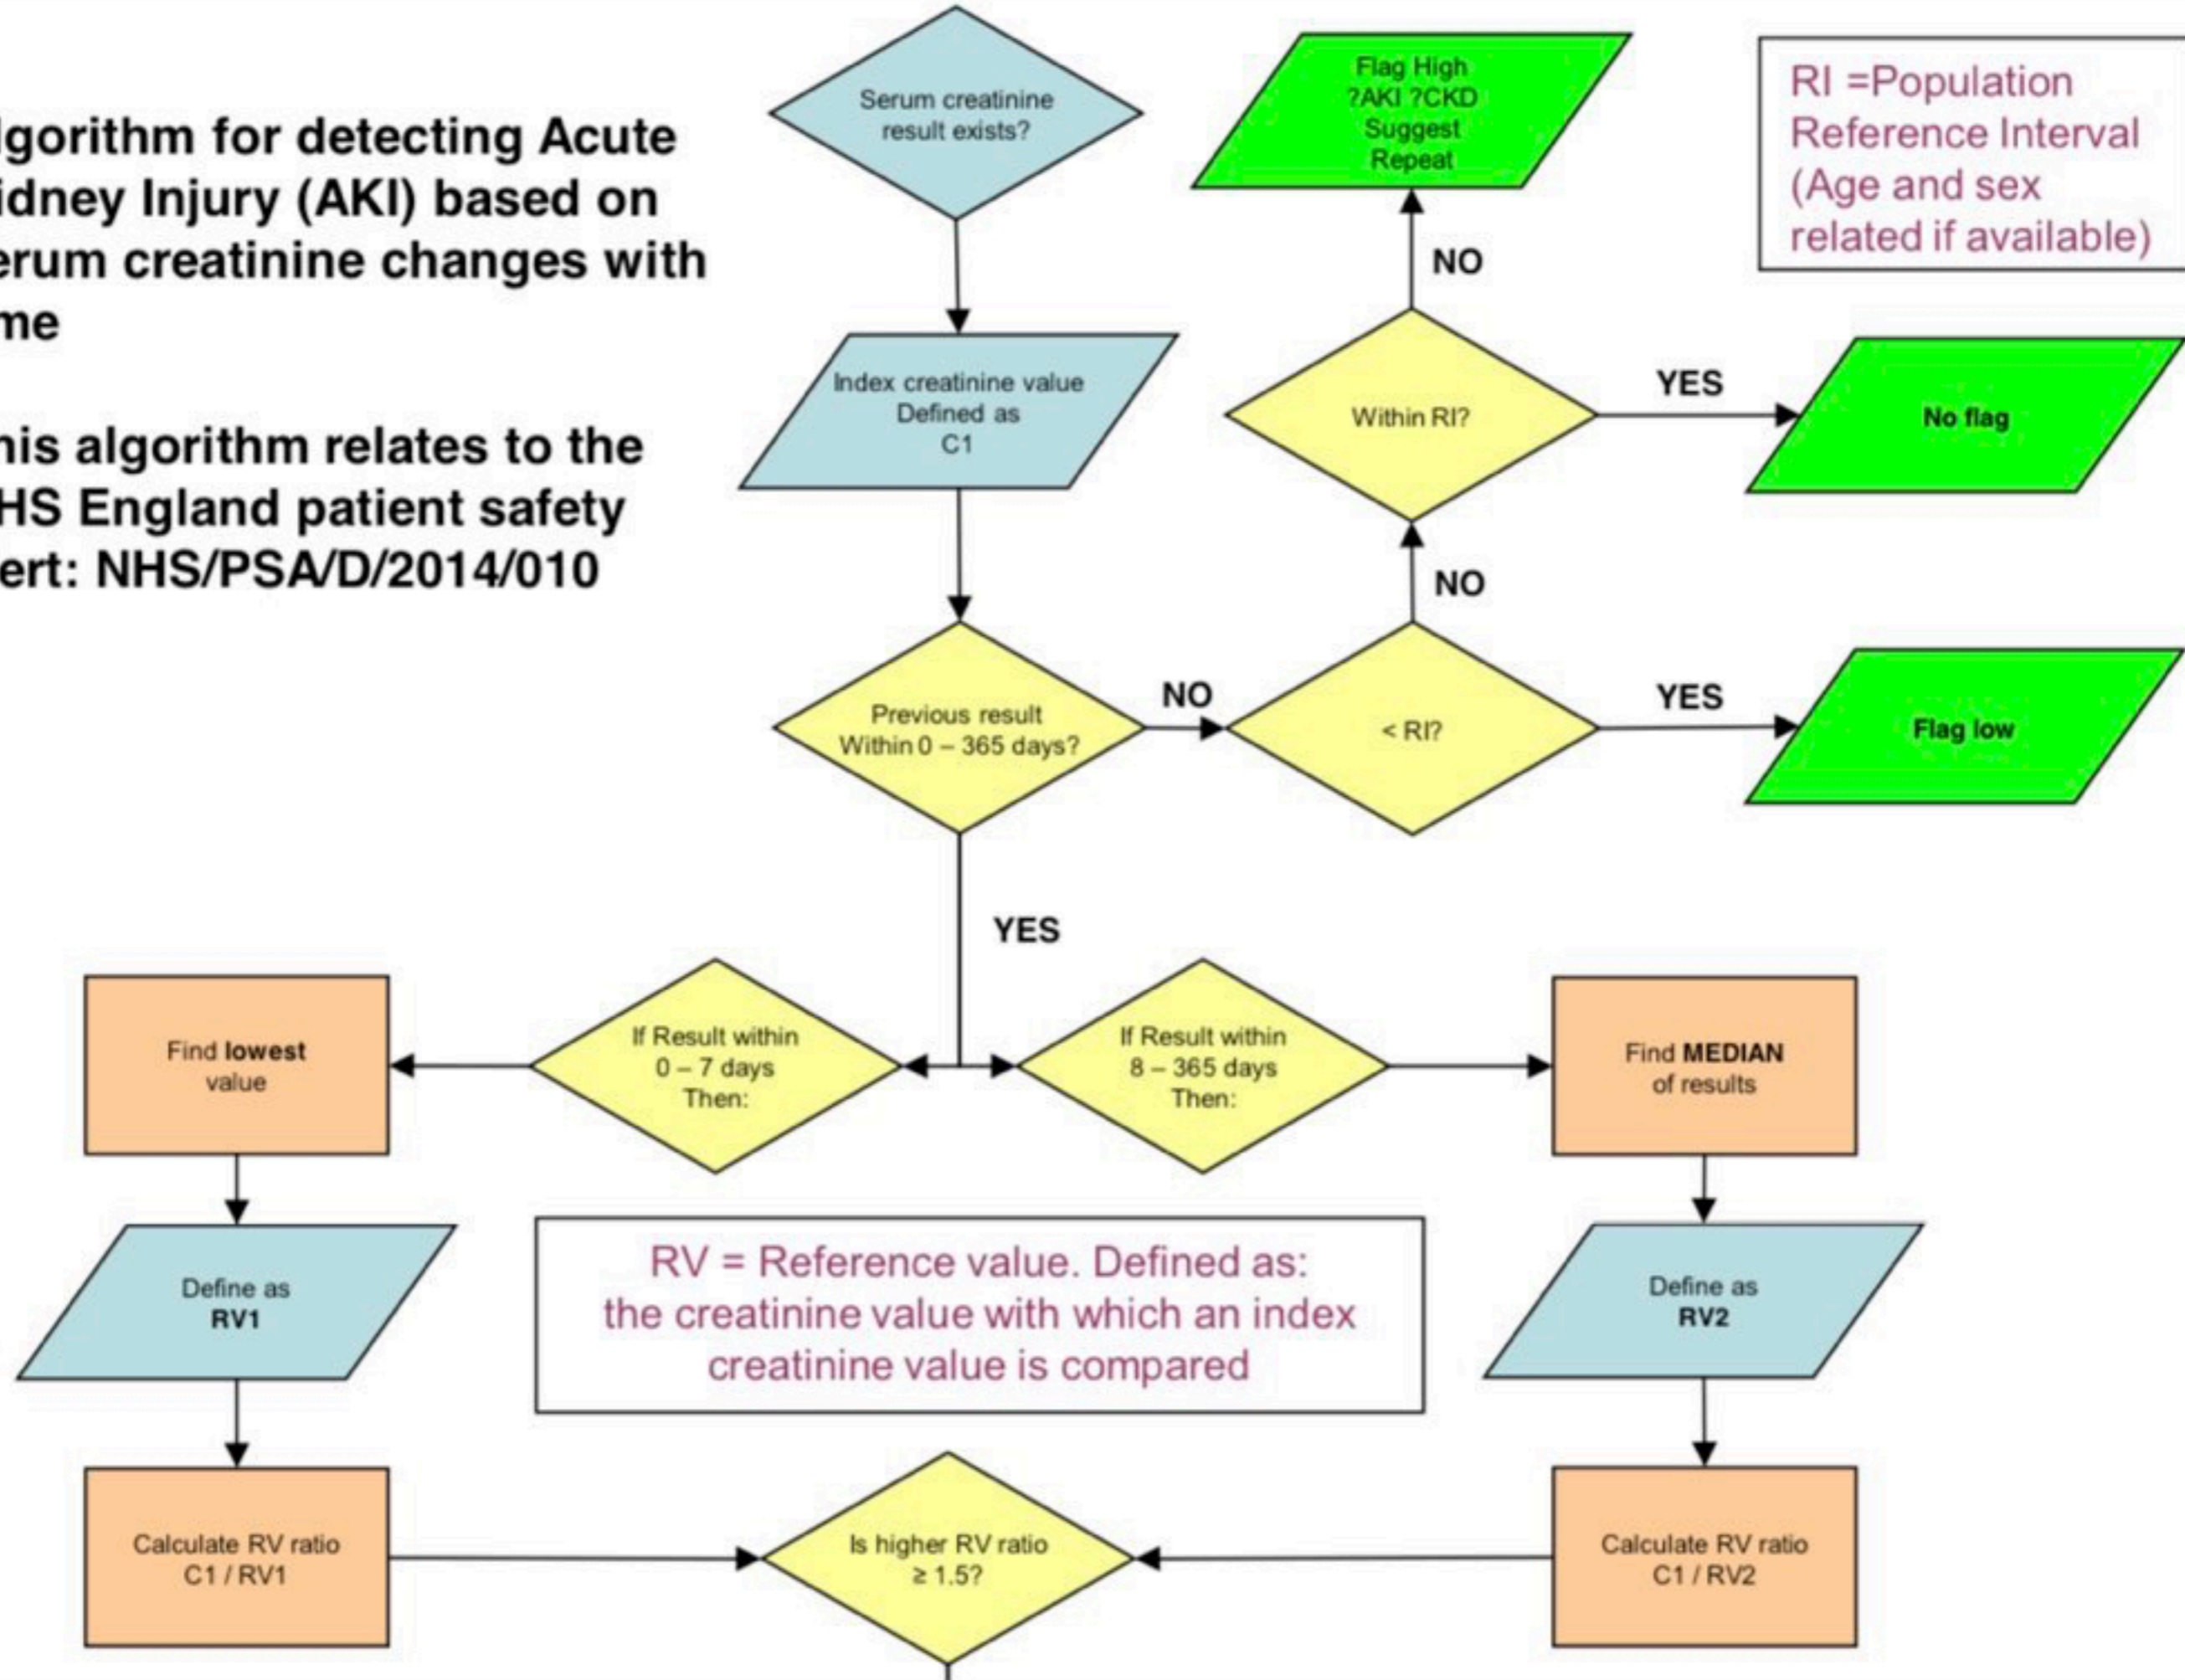 lgorithm for detecting Acute
idney Injury (AKI) based on
erum creatinine changes with
me
his algorithm relates to the
HS England patient safety
ert: NHS/PSA/D/2014/010
Serum creatinine
result exists?
Flag High
?AKI ?CKD
Suggest
Repeat
RI =Population
Reference Interval
(Age and sex
related if available)
NO
Index creatinine value
Defined as
C1
Within RI?
YES
No flag
NO
Previous result
Within 0 – 365 days?
NO
< RI?
YES
Flag low
YES
Find lowest
value
If Result within
0 – 7 days
Then:
If Result within
8 – 365 days
Then:
Find MEDIAN
of results
Define as
RV1
RV = Reference value. Defined as:
the creatinine value with which an index
creatinine value is compared
Define as
RV2
Calculate RV ratio
C1 / RV1
Is higher RV ratio
≥ 1.5?
Calculate RV ratio
C1 / RV2